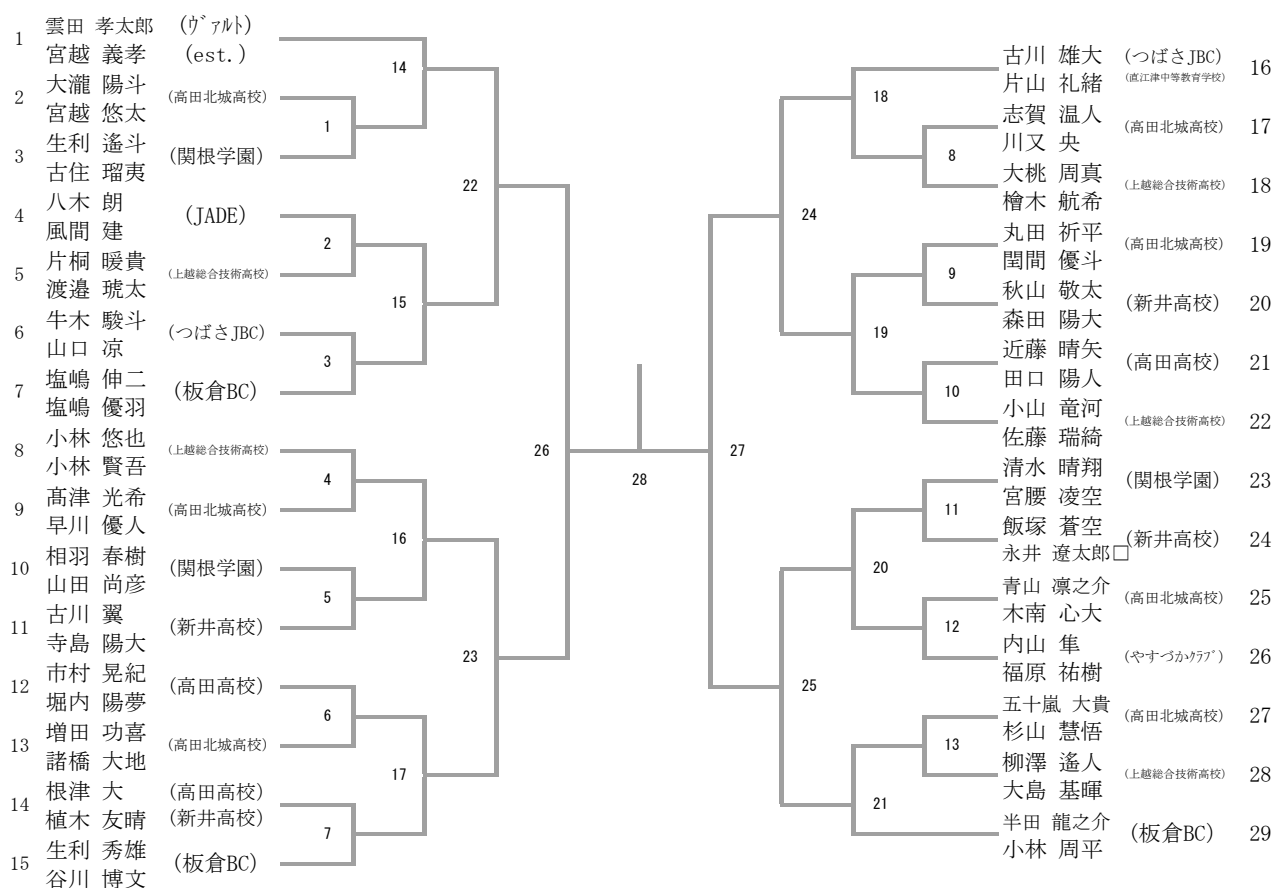 1 雲田 孝太郎 (ヴァルト)
宮越 義孝 (est.)
2 大瀧 陽斗 (高田北城高校)
宮越 悠太
3 生利 遙斗 (関根学園)
古住 瑠夷
4 八木 朗 (JADE)
風間 建
5 片桐 暖貴 (上越総合技術高校)
渡邉 琥太
6 牛木 駿斗 (つばさJBC)
山口 凉
7 塩嶋 伸二 (板倉BC)
塩嶋 優羽
8 小林 悠也 (上越総合技術高校)
小林 賢吾
9 髙津 光希 (高田北城高校)
早川 優人
10 相羽 春樹 (関根学園)
山田 尚彦
11 古川 翼 (新井高校)
寺島 陽大
12 市村 晃紀 (高田高校)
堀内 陽夢
13 増田 功喜 (高田北城高校)
諸橋 大地
14 根津 大 (高田高校)
植木 友晴 (新井高校)
15 生利 秀雄 (板倉BC)
谷川 博文
1
2
3
4
5
6
7
14
15
16
17
22
23
26
28
27
24
25
18
19
20
21
8
9
10
11
12
13
古川 雄大 (つばさJBC) 16
片山 礼緒 (直江津中等教育学校)
志賀 温人 (高田北城高校) 17
川又 央
大桃 周真 (上越総合技術高校) 18
檜木 航希
丸田 祈平 (高田北城高校) 19
閏間 優斗
秋山 敬太 (新井高校) 20
森田 陽大
近藤 晴矢 (高田高校) 21
田口 陽人
小山 竜河 (上越総合技術高校) 22
佐藤 瑞綺
清水 晴翔 (関根学園) 23
宮腰 凌空
飯塚 蒼空 (新井高校) 24
永井 遼太郎□
青山 凛之介 (高田北城高校) 25
木南 心大
内山 隼 (やすづかクラブ) 26
福原 祐樹
五十嵐 大貴 (高田北城高校) 27
杉山 慧悟
柳澤 遙人 (上越総合技術高校) 28
大島 基暉
半田 龍之介 (板倉BC) 29
小林 周平